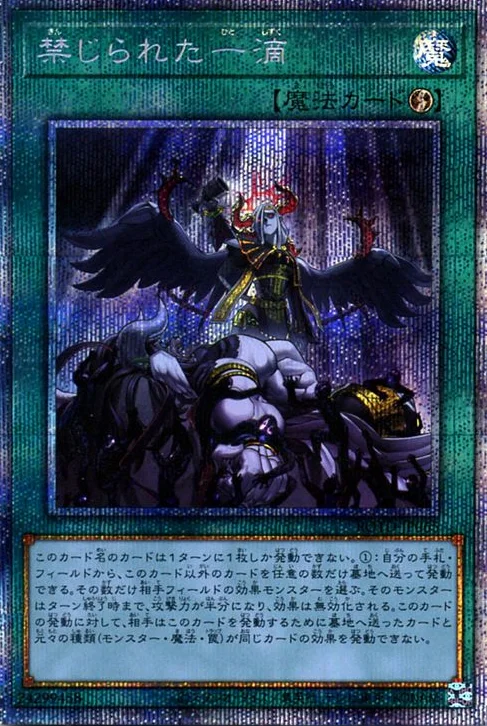 禁じられた一滴
魔
【魔法カード】
このカード名のカードは1ターンに1枚しか発動できない。①:自分の手札・
フィールドから、このカード以外のカードを任意の数だけ墓地へ送って発動
できる。その数だけ相手フィールドの効果モンスターを選ぶ。そのモンスター
はターン終了時まで、攻撃力が半分になり、効果は無効化される。このカード
の発動に対して、相手はこのカードを発動するために墓地へ送ったカードと
元々の種類(モンスター・魔法・罠)が同じカードの効果を発動できない。